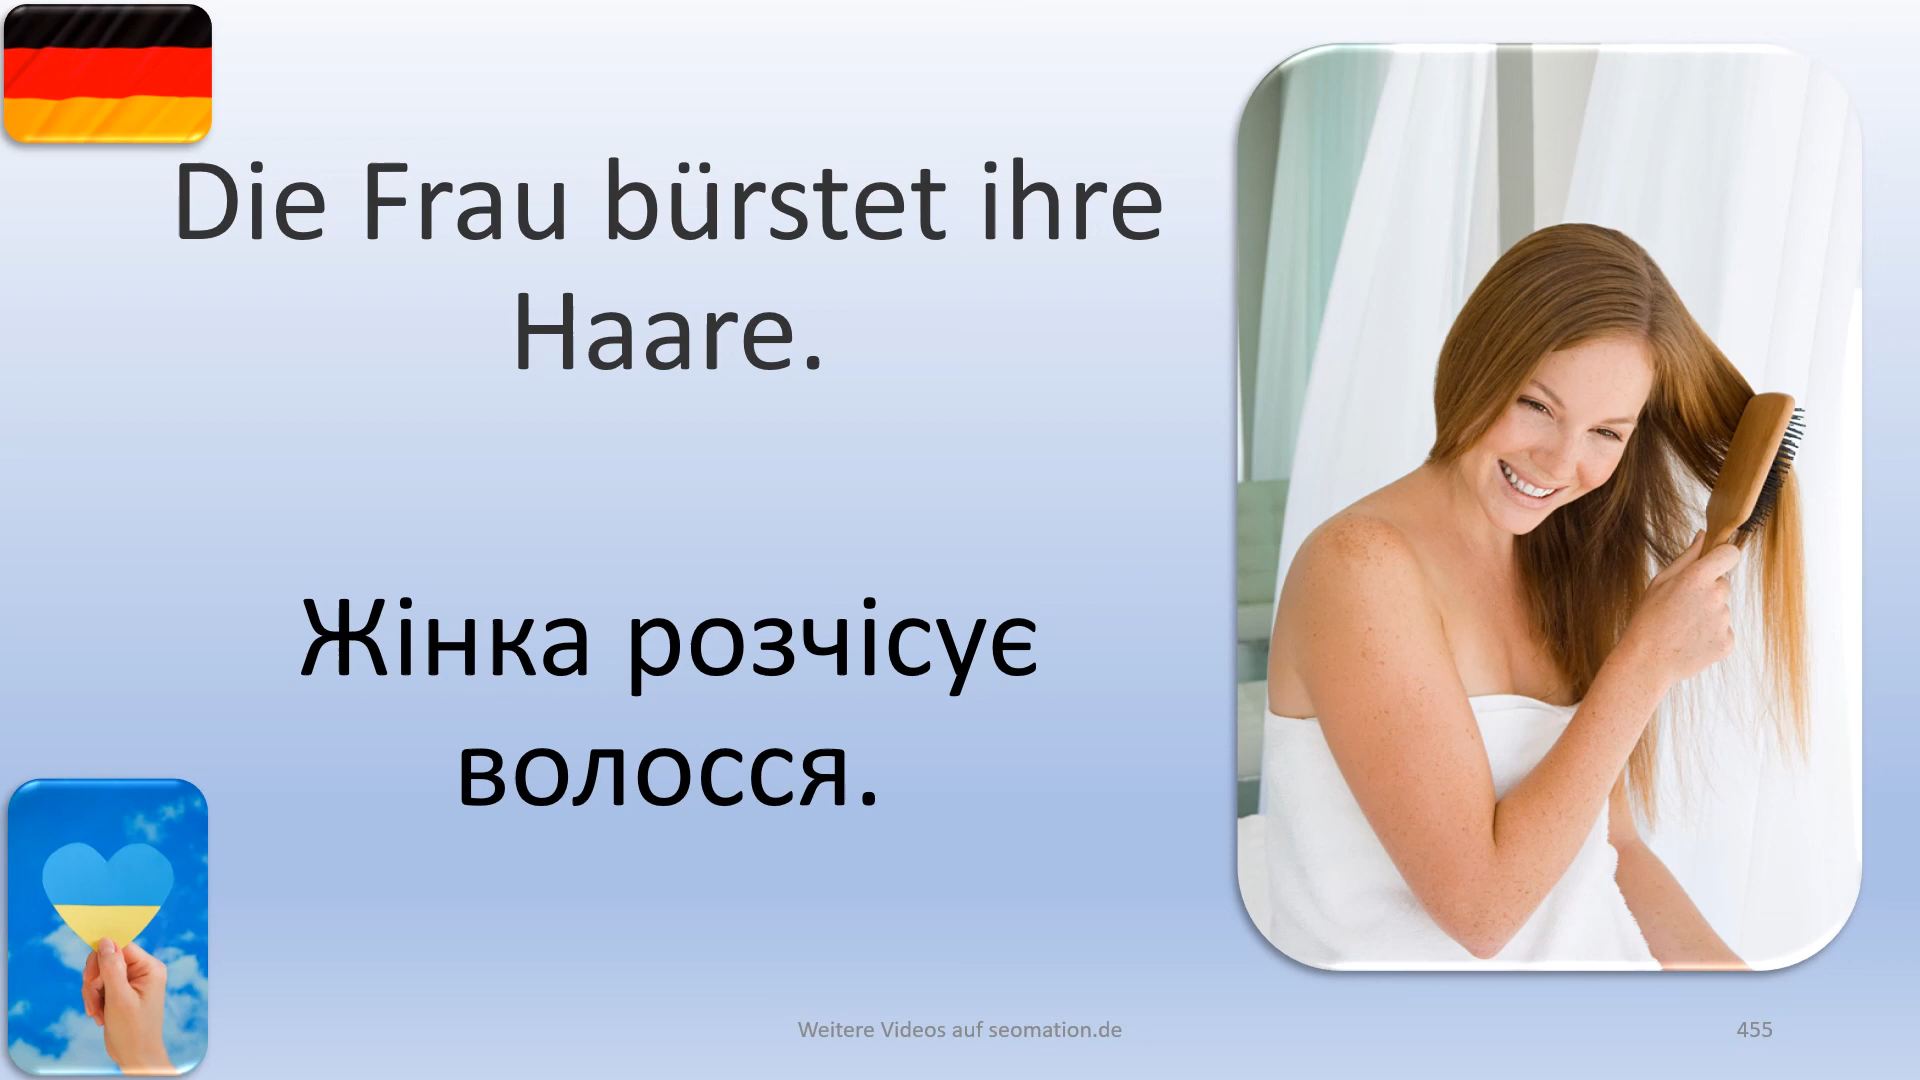 Die Frau bürstet ihre
Haare.
Жінка розчісує
волосся.
Weitere Videos auf seomation.de
455